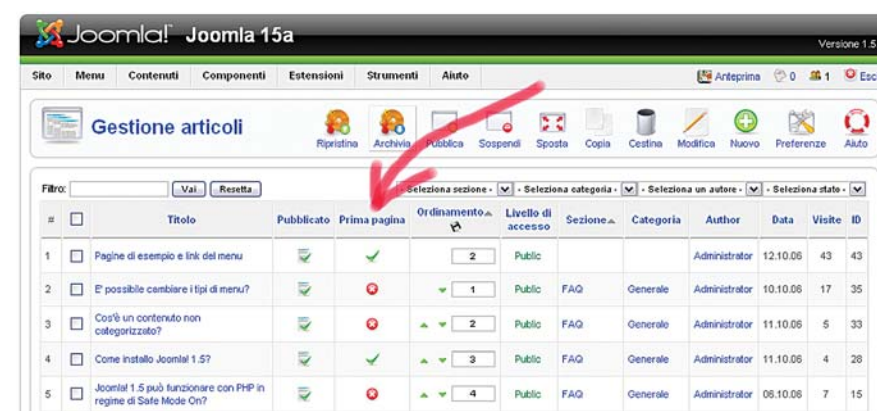 Joomla! Joomla 15a
Versione 1.5
Sito Menu Contenuti Componenti Estensioni Strumenti Aiuto Anteprima 0 1 Esc
Gestione articoli
Ripristina Archivia Pubblica Sospendi Sposta Copia Cestina Modifica Nuovo Preferenze Aiuto
Filtro: Vai Resetta - Seleziona sezione - - Seleziona categoria - - Seleziona un autore - - Seleziona stato -
# Titolo Pubblicato Prima pagina Ordinamento Livello di accesso Sezione Categoria Author Data Visite ID
1 Pagine di esempio e link del menu 2 Public Administrator 12.10.06 43 43
2 E' possibile cambiare i tipi di menu? 1 Public FAQ Generale Administrator 10.10.06 17 35
3 Cos'è un contenuto non categorizzato? 2 Public FAQ Generale Administrator 11.10.06 5 33
4 Come installo Joomla! 1.5? 3 Public FAQ Generale Administrator 11.10.06 4 28
5 Joomla! 1.5 può funzionare con PHP in regime di Safe Mode On? 4 Public FAQ Generale Administrator 06.10.06 7 15